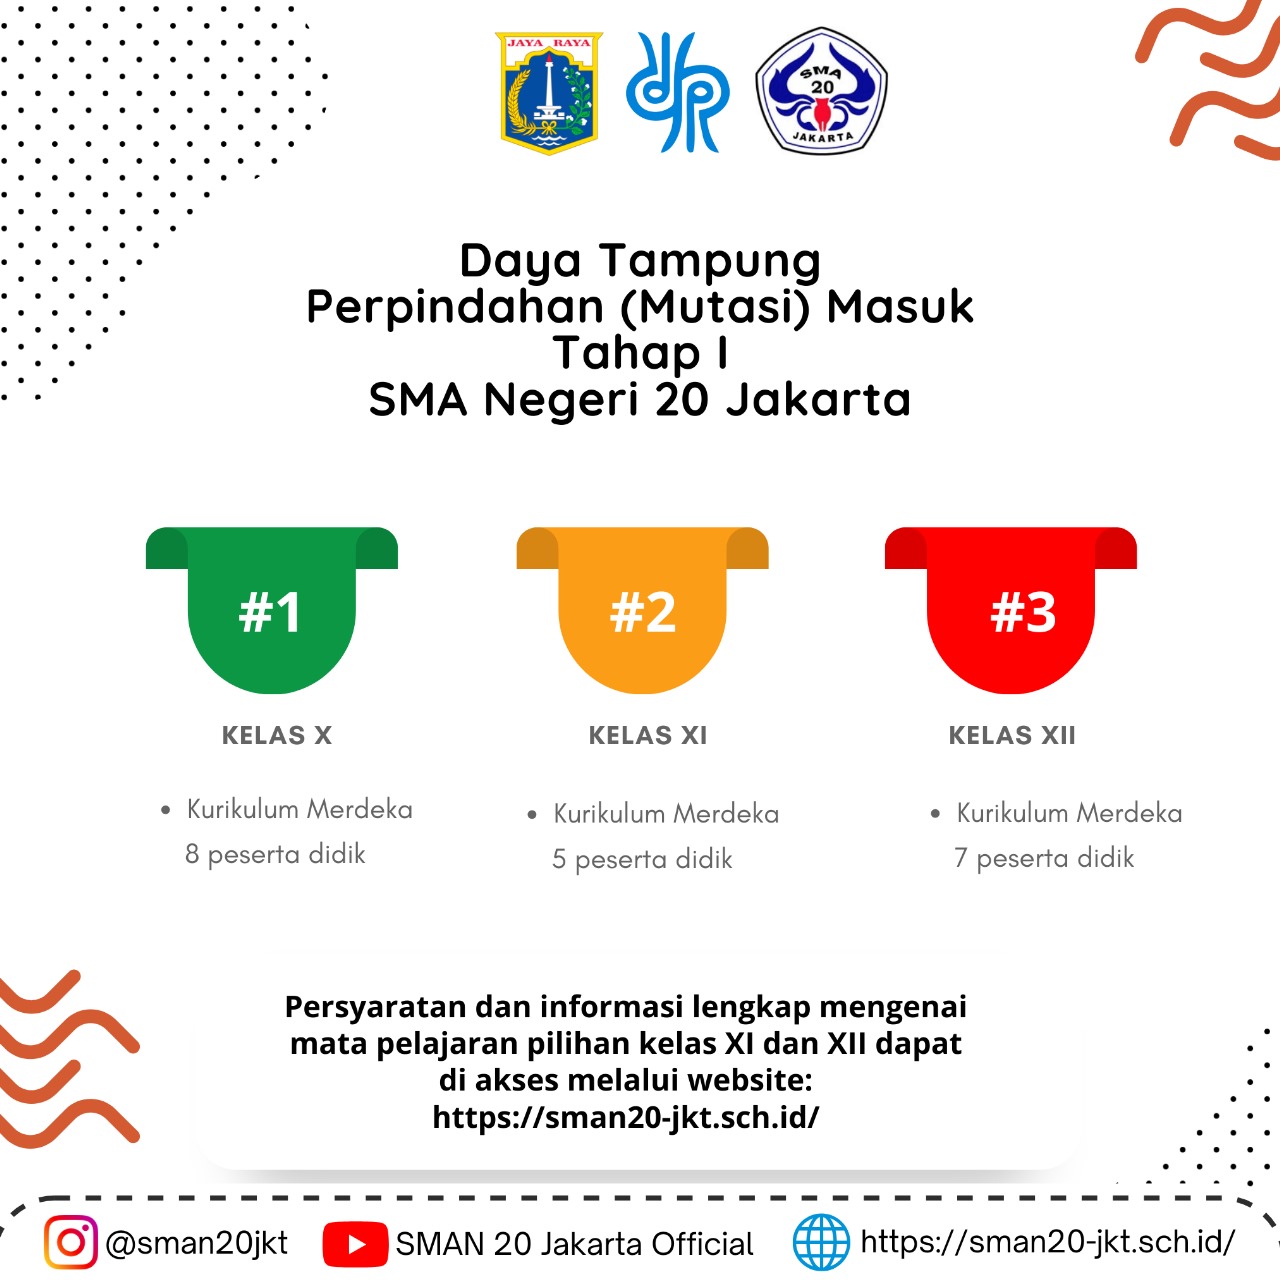 JAYA RAYA
SMA
20
JAKARTA
Daya Tampung
Perpindahan (Mutasi) Masuk
Tahap I
SMA Negeri 20 Jakarta
#1
#2
#3
KELAS X
KELAS XI
KELAS XII
• Kurikulum Merdeka
8 peserta didik
• Kurikulum Merdeka
5 peserta didik
• Kurikulum Merdeka
7 peserta didik
Persyaratan dan informasi lengkap mengenai
mata pelajaran pilihan kelas XI dan XII dapat
di akses melalui website:
https://sman20-jkt.sch.id/
@sman20jkt
SMAN 20 Jakarta Official
https://sman20-jkt.sch.id/